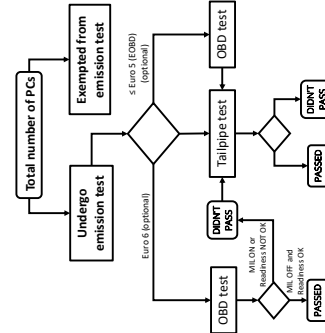 Total number of PCs
Undergo
emission test
Exempted from
emission test
Euro 6 (optional)
≤ Euro 5 (EOBD)
(optional)
OBD test
Tailpipe test
OBD test
DIDN'T
PASS
MIL ON or
Readiness NOT OK
MIL OFF and
Readiness OK
PASSED
PASSED
DIDN'T
PASS